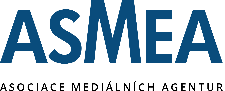 ASMEA
ASOCIACE MEDIÁLNÍCH AGENTUR